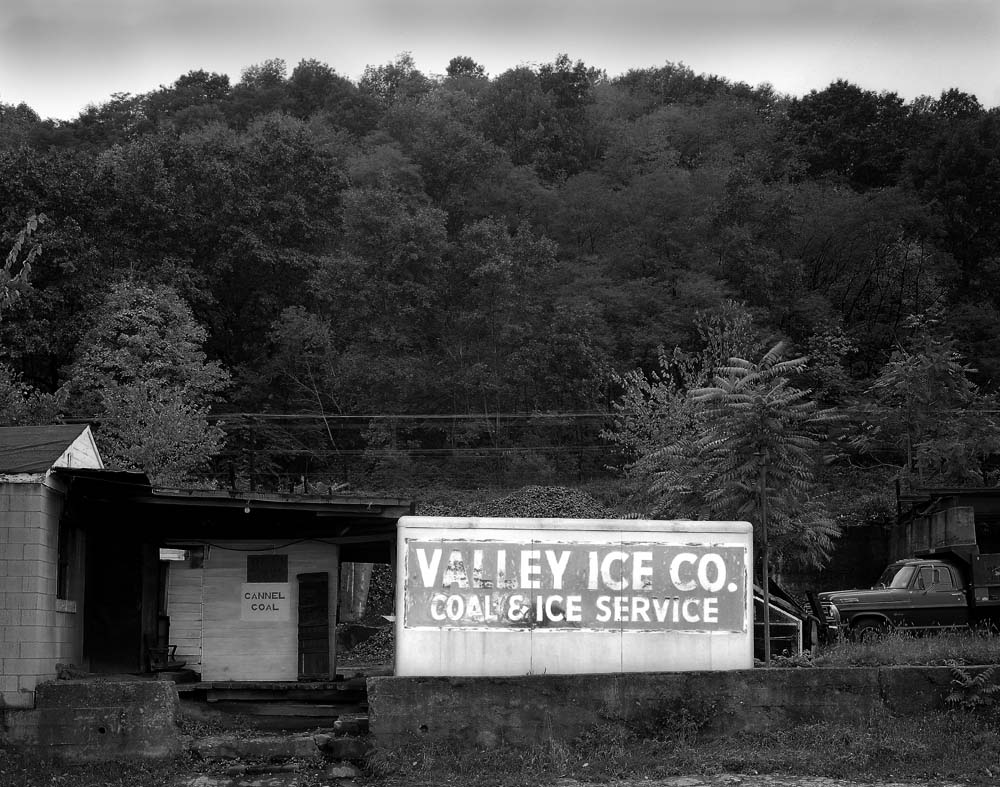 CANNEL
COAL
VALLEY ICE CO.
COAL & ICE SERVICE